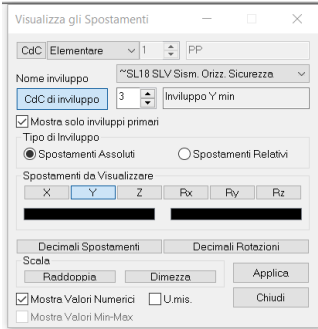 Visualizza gli Spostamenti
CdC Elementare 1 PP
Nome inviluppo ~SL18 SLV Sism. Orizz. Sicurezza
CdC di inviluppo 3 Inviluppo Y min
Mostra solo inviluppi primari
Tipo di Inviluppo
Spostamenti Assoluti Spostamenti Relativi
Spostamenti da Visualizzare
X Y Z Rx Ry Rz
Decimali Spostamenti Decimali Rotazioni
Scala
Raddoppia Dimezza Applica
Mostra Valori Numerici U.mis. Chiudi
Mostra Valori Min-Max